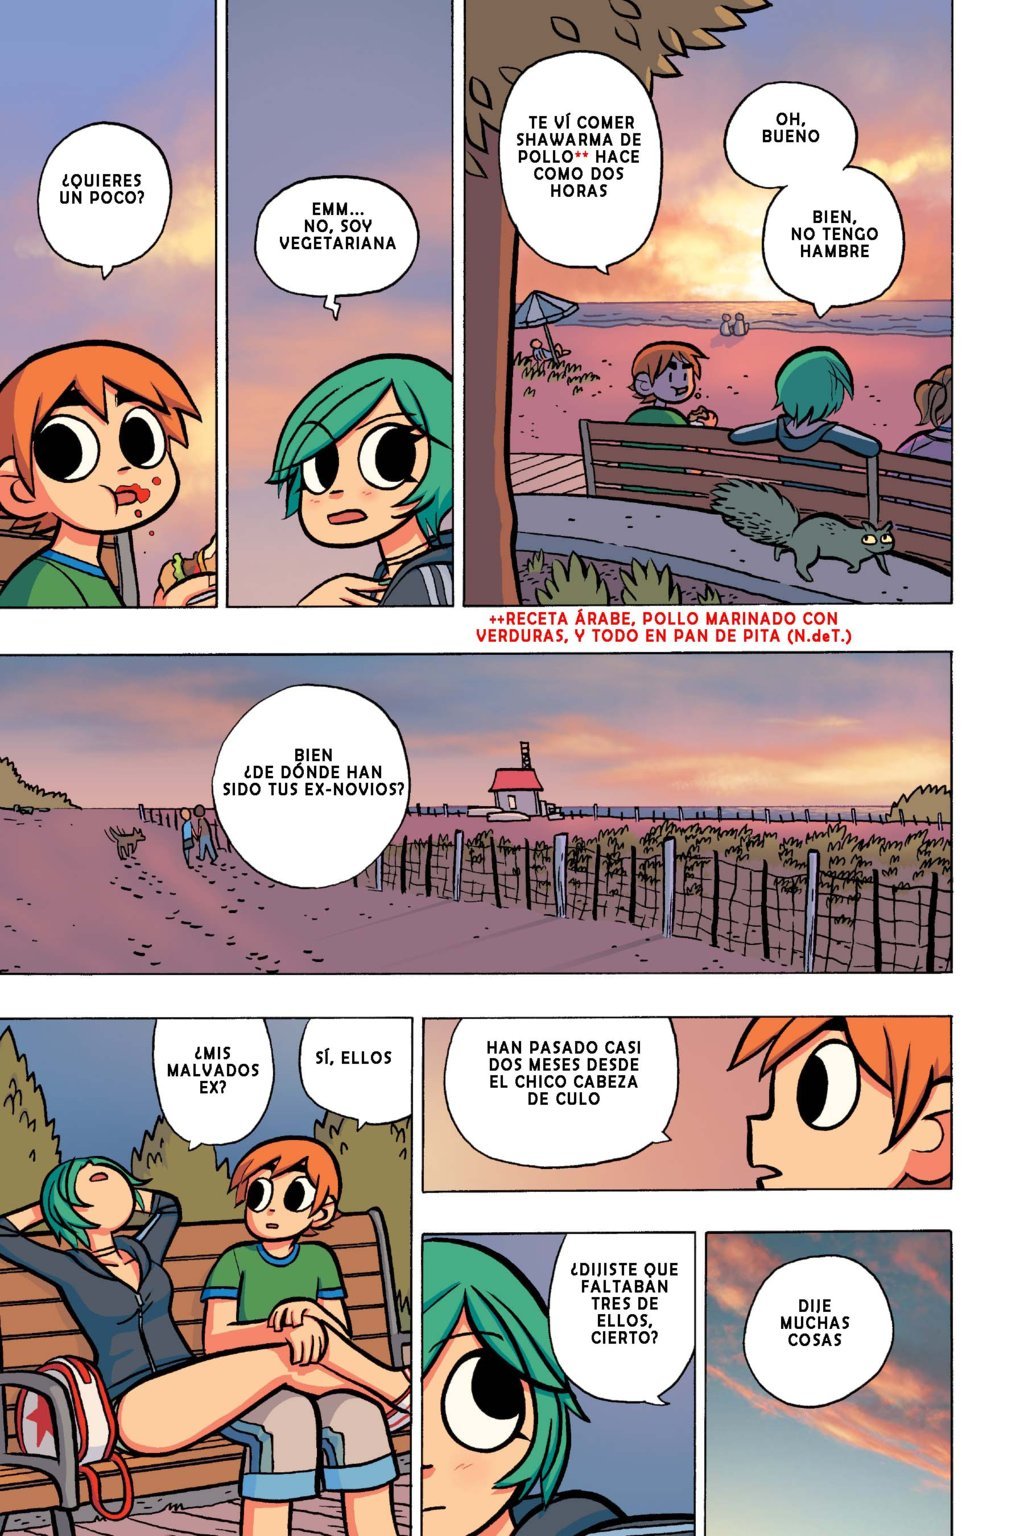 ¿QUIERES
UN POCO?
EMM...
NO, SOY
VEGETARIANA
TE VÍ COMER
SHAWARMA DE
POLLO** HACE
COMO DOS
HORAS
OH,
BUENO
BIEN,
NO TENGO
HAMBRE
++RECETA ÁRABE, POLLO MARINADO CON
VERDURAS, Y TODO EN PAN DE PITA (N.deT.)
BIEN
¿DE DÓNDE HAN
SIDO TUS EX-NOVIOS?
¿MIS
MALVADOS
EX?
SÍ, ELLOS
HAN PASADO CASI
DOS MESES DESDE
EL CHICO CABEZA
DE CULO
¿DIJISTE QUE
FALTABAN
TRES DE
ELLOS,
CIERTO?
DIJE
MUCHAS
COSAS